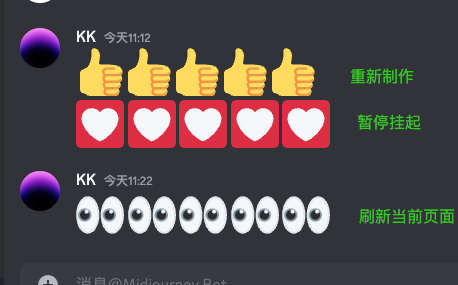 KK 今天11:12
👍👍👍👍👍 重新制作
💟💟💟💟💟 暂停挂起
KK 今天11:22
👀👀👀👀👀 刷新当前页面
消息@Midjourney Bot